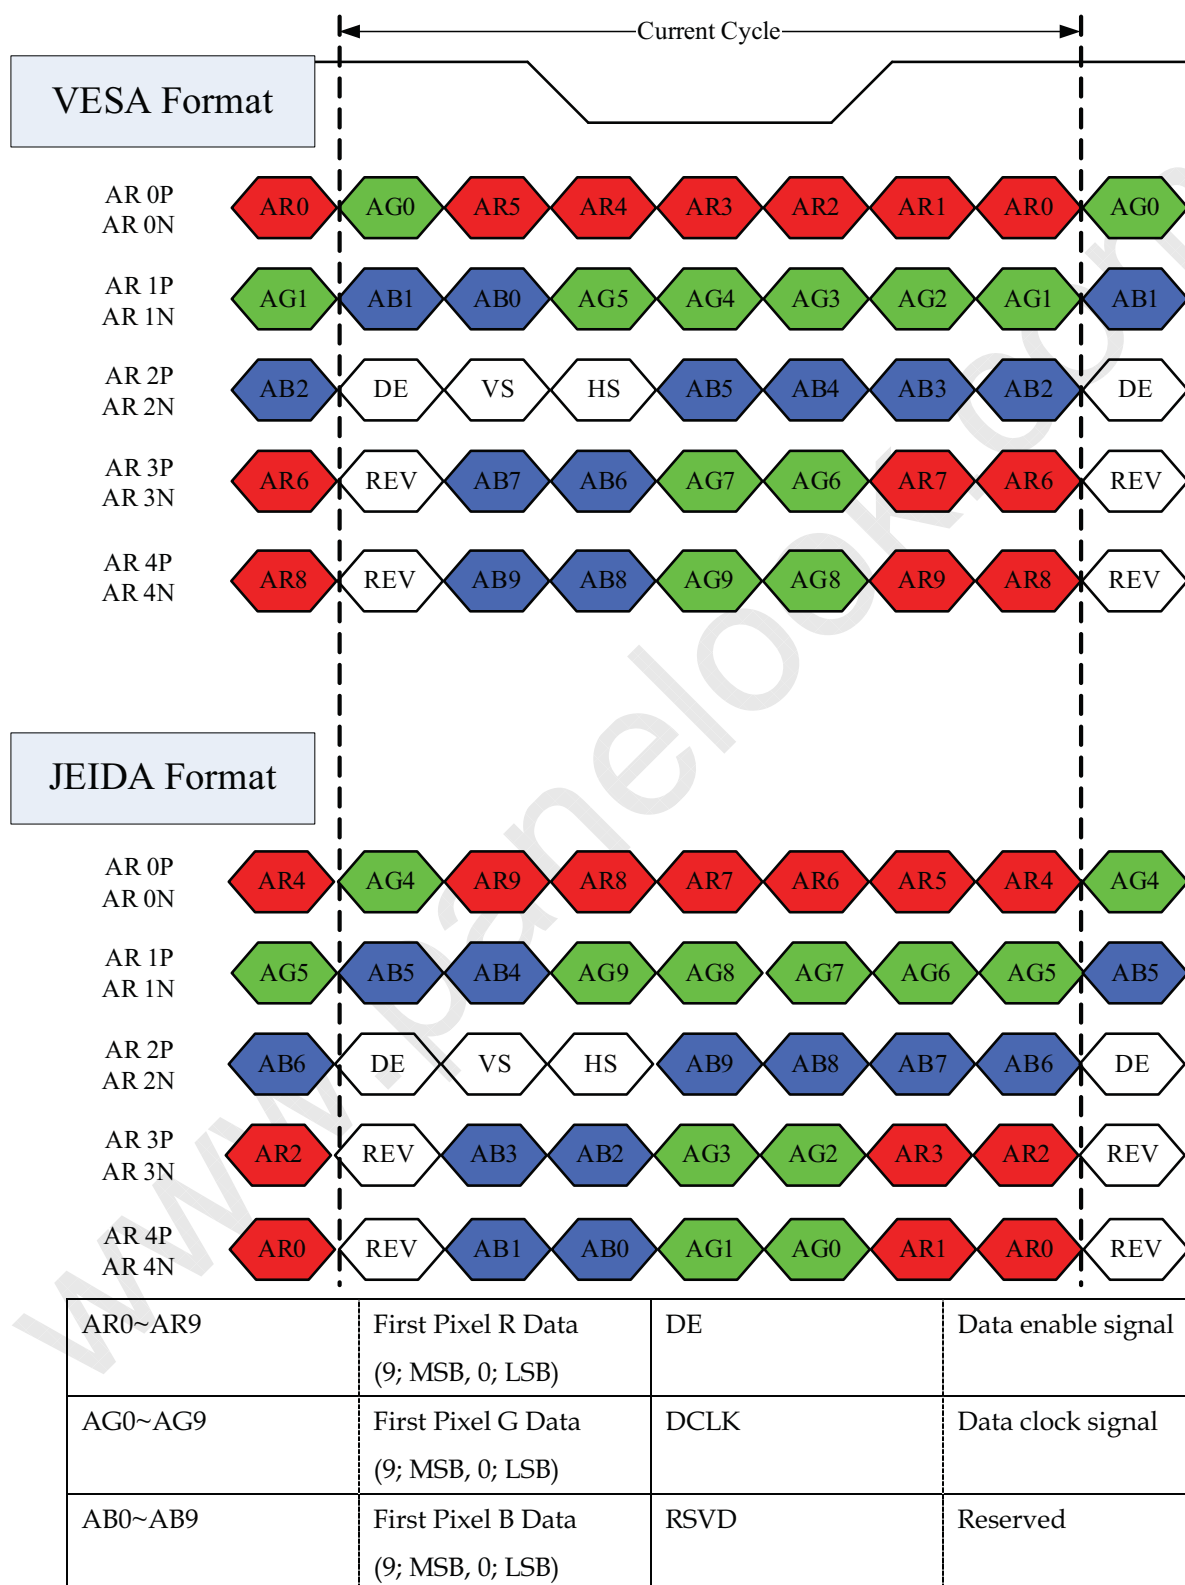 Current Cycle
VESA Format
AR 0P
AR 0N
AR0 AG0 AR5 AR4 AR3 AR2 AR1 AR0 AG0
AR 1P
AR 1N
AG1 AB1 AB0 AG5 AG4 AG3 AG2 AG1 AB1
AR 2P
AR 2N
AB2 DE VS HS AB5 AB4 AB3 AB2 DE
AR 3P
AR 3N
AR6 REV AB7 AB6 AG7 AG6 AR7 AR6 REV
AR 4P
AR 4N
AR8 REV AB9 AB8 AG9 AG8 AR9 AR8 REV
JEIDA Format
AR 0P
AR 0N
AR4 AG4 AR9 AR8 AR7 AR6 AR5 AR4 AG4
AR 1P
AR 1N
AG5 AB5 AB4 AG9 AG8 AG7 AG6 AG5 AB5
AR 2P
AR 2N
AB6 DE VS HS AB9 AB8 AB7 AB6 DE
AR 3P
AR 3N
AR2 REV AB3 AB2 AG3 AG2 AR3 AR2 REV
AR 4P
AR 4N
AR0 REV AB1 AB0 AG1 AG0 AR1 AR0 REV
AR0~AR9 First Pixel R Data DE Data enable signal
(9; MSB, 0; LSB)
AG0~AG9 First Pixel G Data DCLK Data clock signal
(9; MSB, 0; LSB)
AB0~AB9 First Pixel B Data RSVD Reserved
(9; MSB, 0; LSB)
www.panelook.com